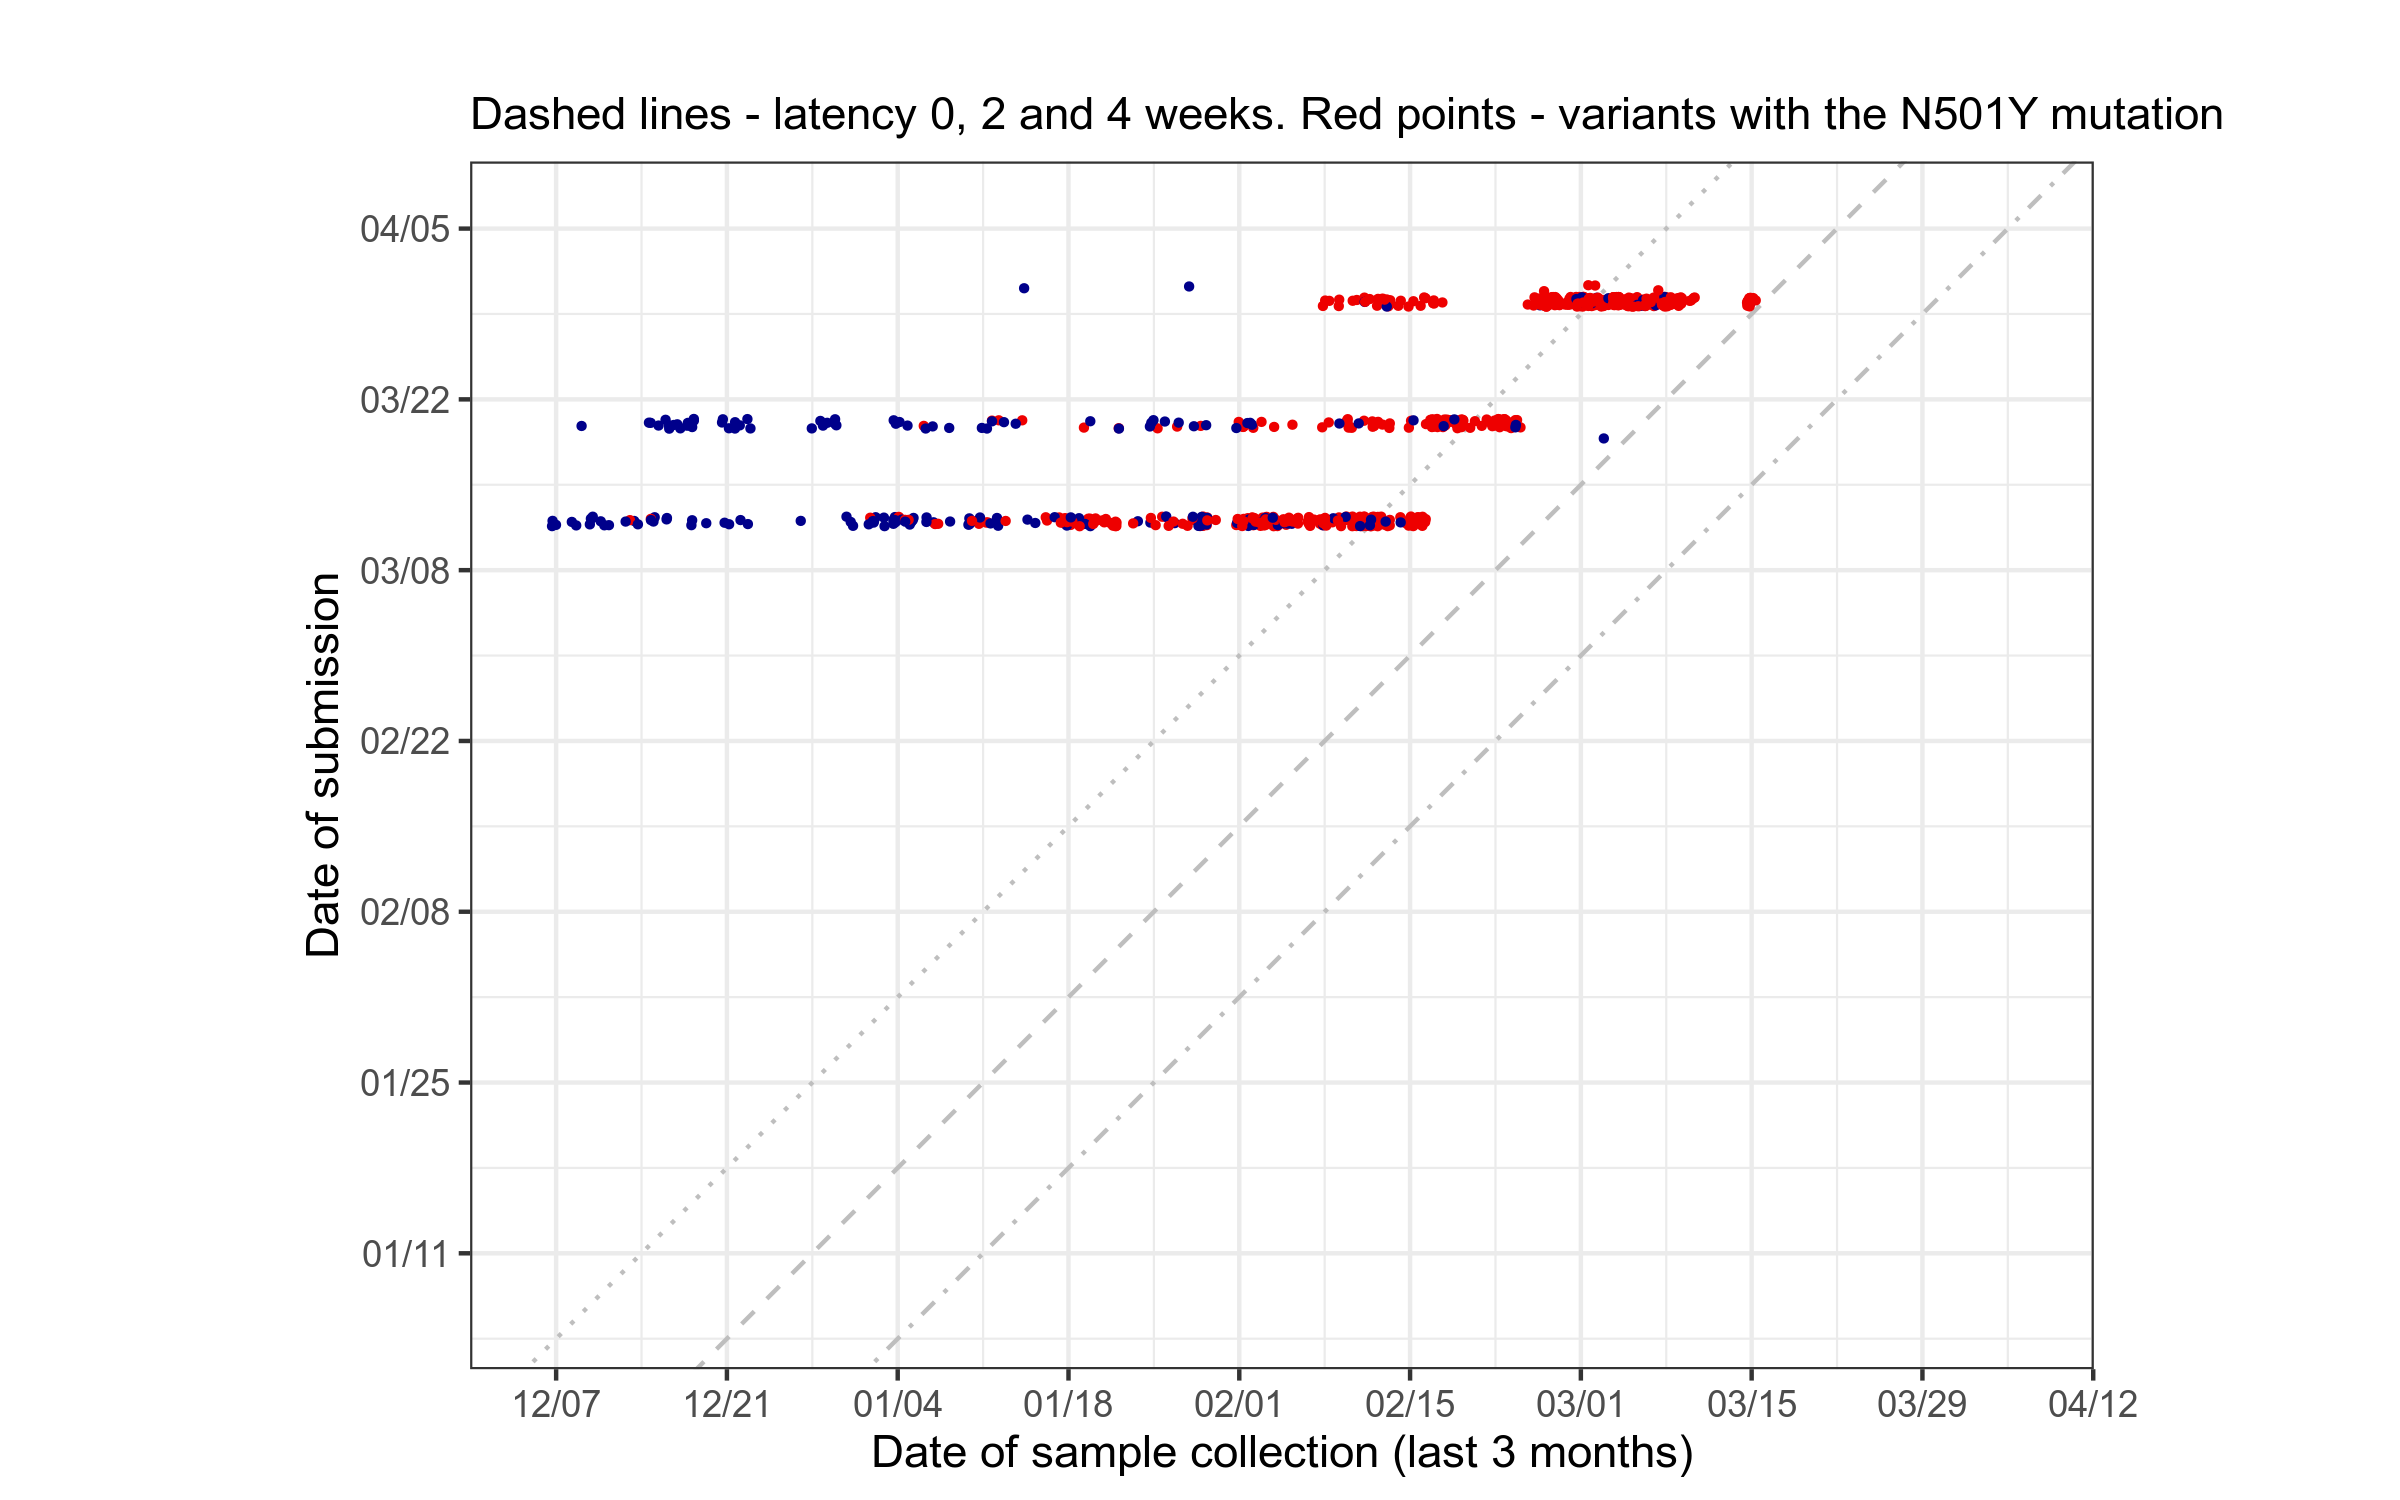 Dashed lines - latency 0, 2 and 4 weeks. Red points - variants with the N501Y mutation
Date of submission
04/05
03/22
03/08
02/22
02/08
01/25
01/11
12/07 12/21 01/04 01/18 02/01 02/15 03/01 03/15 03/29 04/12
Date of sample collection (last 3 months)